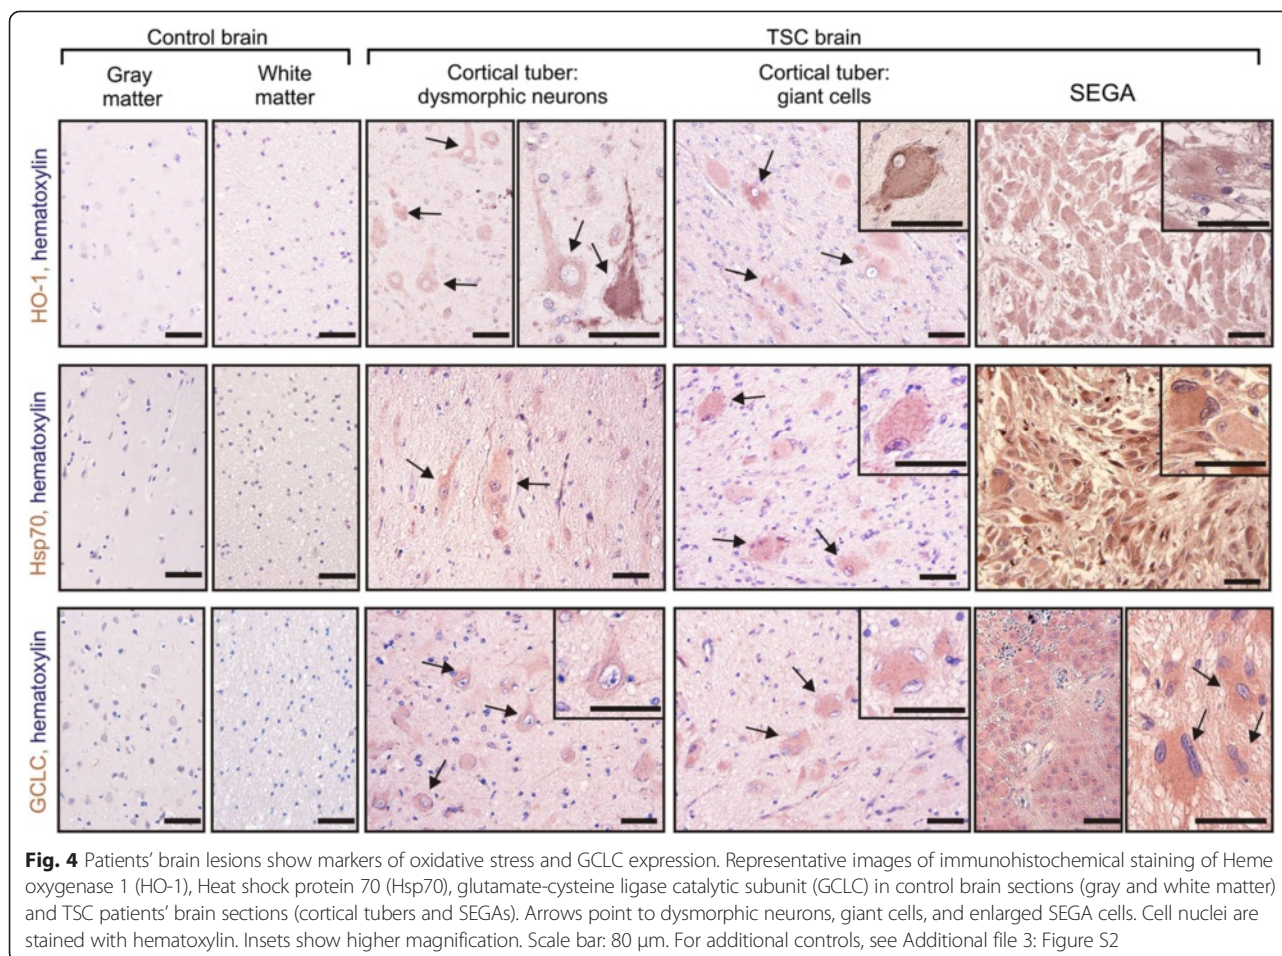 Control brain
TSC brain
Gray
matter
White
matter
Cortical tuber:
dysmorphic neurons
Cortical tuber:
giant cells
SEGA
HO-1, hematoxylin
Hsp70, hematoxylin
GCLC, hematoxylin
Fig. 4 Patients' brain lesions show markers of oxidative stress and GCLC expression. Representative images of immunohistochemical staining of Heme
oxygenase 1 (HO-1), Heat shock protein 70 (Hsp70), glutamate-cysteine ligase catalytic subunit (GCLC) in control brain sections (gray and white matter)
and TSC patients' brain sections (cortical tubers and SEGAs). Arrows point to dysmorphic neurons, giant cells, and enlarged SEGA cells. Cell nuclei are
stained with hematoxylin. Insets show higher magnification. Scale bar: 80 μm. For additional controls, see Additional file 3: Figure S2